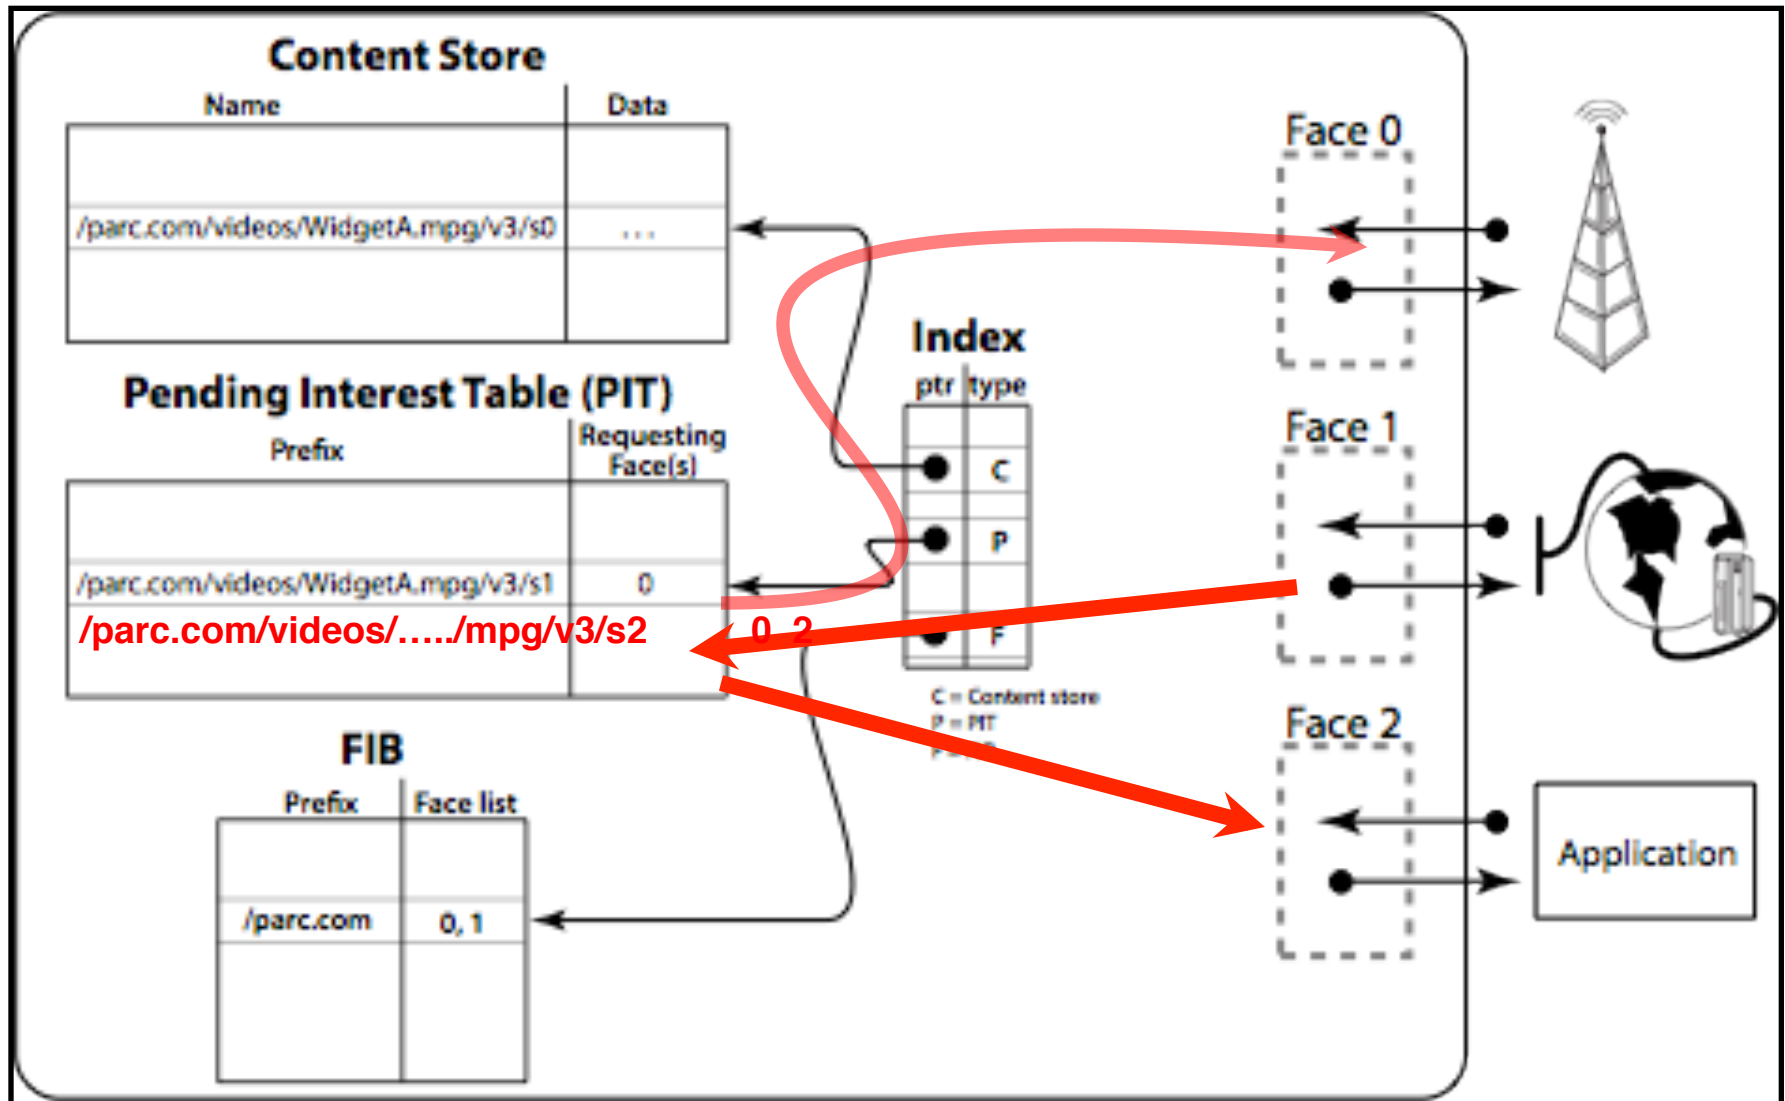 Content Store
Name Data
/parc.com/videos/WidgetA.mpg/v3/s0 ...
Pending Interest Table (PIT)
Prefix Requesting Face(s)
/parc.com/videos/WidgetA.mpg/v3/s1 0
/parc.com/videos/...../mpg/v3/s2 0 2
FIB
Prefix Face list
/parc.com 0, 1
Index
ptr type
C
P
F
C = Content store
P = PIT
Face 0
Face 1
Face 2
Application